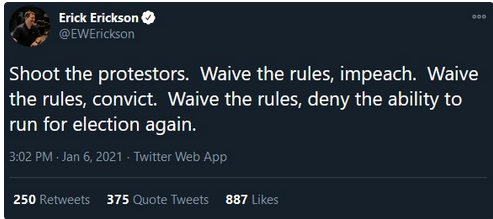 Erick Erickson
@EWErickson
Shoot the protestors.  Waive the rules, impeach.  Waive
the rules, convict.  Waive the rules, deny the ability to
run for election again.
3:02 PM · Jan 6, 2021 · Twitter Web App
250 Retweets 375 Quote Tweets 887 Likes